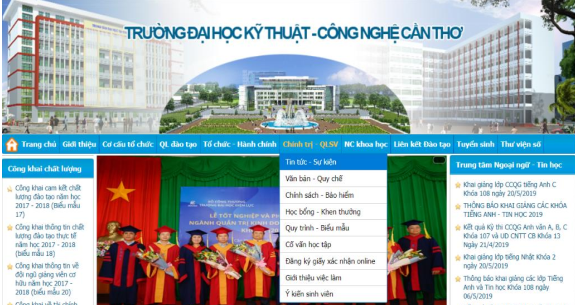 TRƯỜNG ĐẠI HỌC KỸ THUẬT - CÔNG NGHỆ CẦN THƠ
Trang chủ Giới thiệu Cơ cấu tổ chức QL đào tạo Tổ chức - Hành chính Chính trị - QLSV NC khoa học Liên kết Đào tạo Tuyển sinh Thư viện số
Công khai chất lượng
Công khai cam kết chất
lượng đào tạo năm học
2017 - 2018 (Biểu mẫu
17)
Công khai thông tin chất
lượng đào tạo thực tế
năm học 2017 - 2018
(biểu mẫu 18)
Công khai thông tin về
đội ngũ giảng viên cơ
hữu năm học 2017 -
2018 (biểu mẫu 20)
Công khai về tài chính
LỄ TỐT NGHIỆP VÀ
NGÀNH QUẢN TRỊ KINH
Tin tức - Sự kiện
Văn bản - Quy chế
Chính sách - Bảo hiểm
Học bổng - Khen thưởng
Quy trình - Biểu mẫu
Cố vấn học tập
Đăng ký giấy xác nhận online
Giới thiệu việc làm
Ý kiến sinh viên
Trung tâm Ngoại ngữ - Tin học
Khai giảng lớp CCQG tiếng Anh C
Khóa 108 ngày 20/5/2019
THÔNG BÁO KHAI GIẢNG CÁC KHÓA
TIẾNG ANH - TIN HỌC 2019
Kết quả Kỳ thi CCQG Anh văn A, B, C
Khóa 107 và UD CNTT CB Khóa 13
Ngày 21/4/2019
Khai giảng lớp tiếng Nhật Khóa 2
ngày 20/5/2019
Thông báo khai giảng các lớp Tiếng
Anh và Tin học Khóa 108 ngày
06/5/2019